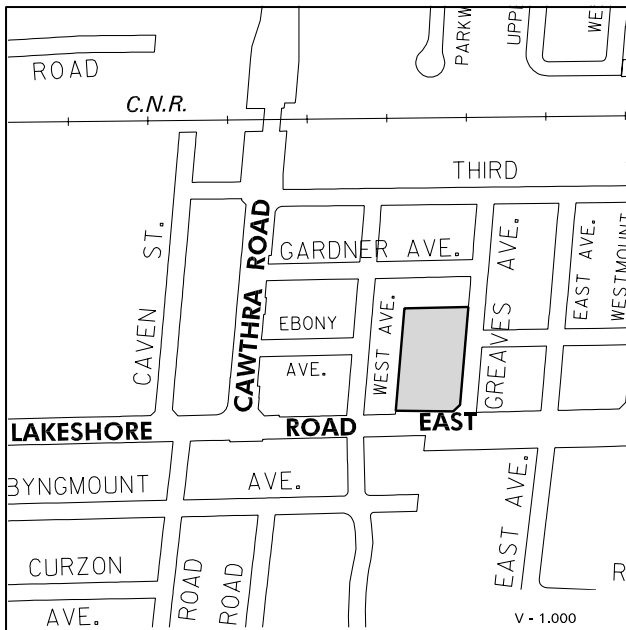 PARKW
UPPE
WE
ROAD
C.N.R.
THIRD
CAVEN ST.
CAWTHRA ROAD
GARDNER AVE.
EBONY
AVE.
WEST AVE.
GREAVES AVE.
EAST AVE.
WESTMOUNT
LAKESHORE ROAD EAST
BYNGMOUNT AVE.
EAST AVE.
CURZON
AVE.
ROAD
ROAD
R
V - 1.000